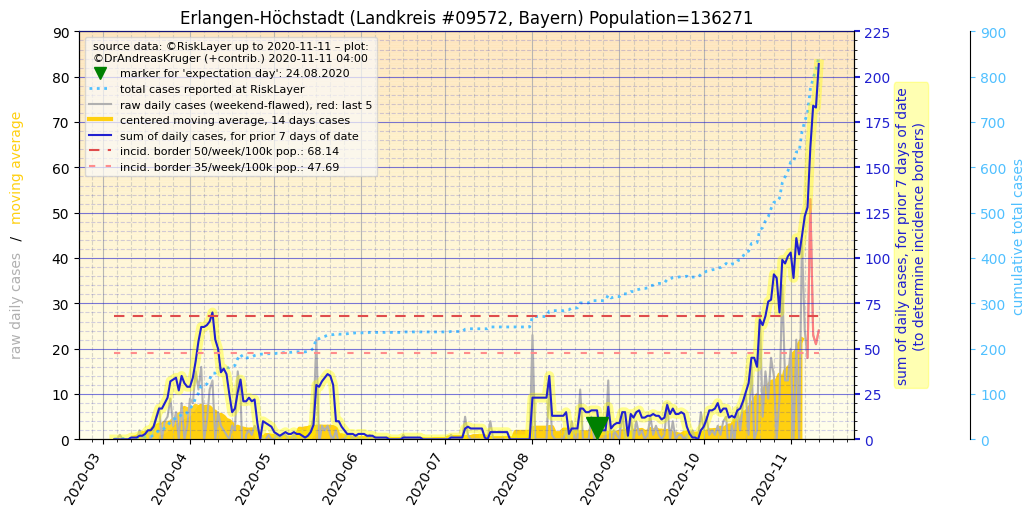 Erlangen-Höchstadt (Landkreis #09572, Bayern) Population=136271
source data: ©RiskLayer up to 2020-11-11 – plot:
©DrAndreasKruger (+contrib.) 2020-11-11 04:00
marker for 'expectation day': 24.08.2020
total cases reported at RiskLayer
raw daily cases (weekend-flawed), red: last 5
centered moving average, 14 days cases
sum of daily cases, for prior 7 days of date
incid. border 50/week/100k pop.: 68.14
incid. border 35/week/100k pop.: 47.69
raw daily cases / moving average
90
80
70
60
50
40
30
20
10
0
225
200
175
150
125
100
75
50
25
0
sum of daily cases, for prior 7 days of date
(to determine incidence borders)
900
800
700
600
500
400
300
200
100
0
cumulative total cases
2020-03
2020-04
2020-05
2020-06
2020-07
2020-08
2020-09
2020-10
2020-11